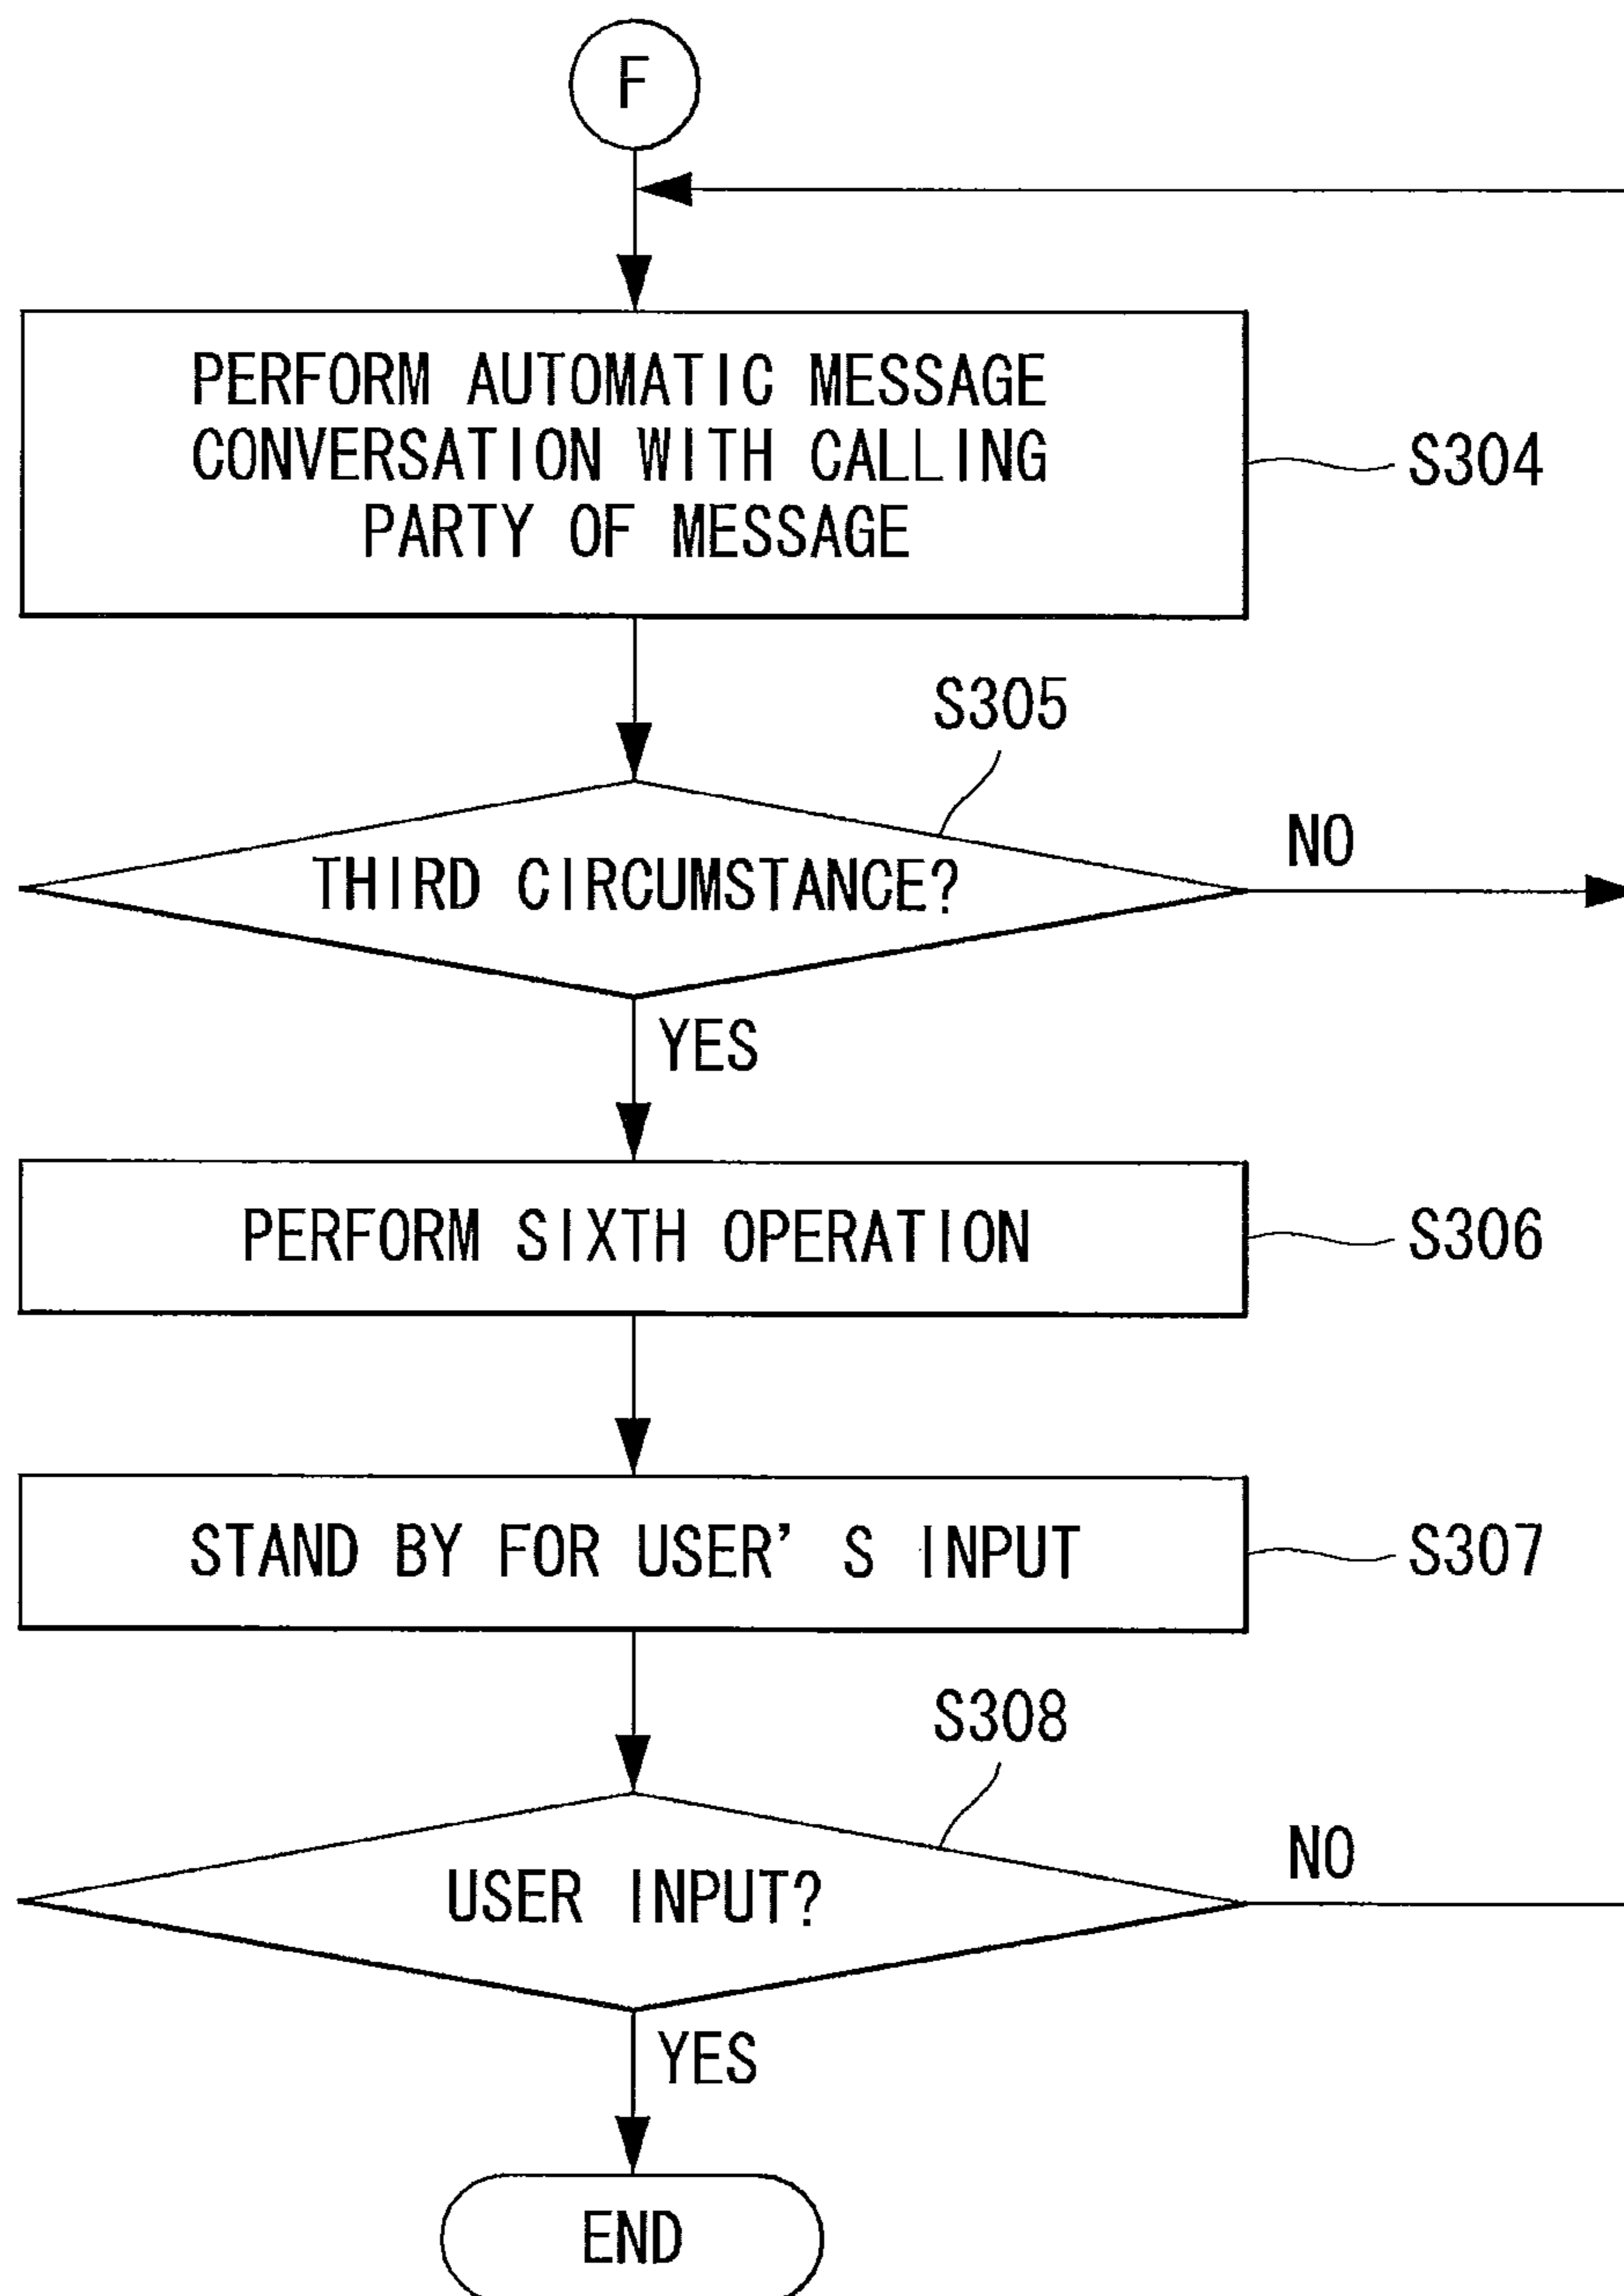 F
PERFORM AUTOMATIC MESSAGE
CONVERSATION WITH CALLING
PARTY OF MESSAGE
S304
S305
THIRD CIRCUMSTANCE?
NO
YES
PERFORM SIXTH OPERATION
S306
STAND BY FOR USER' S INPUT
S307
S308
USER INPUT?
NO
YES
END